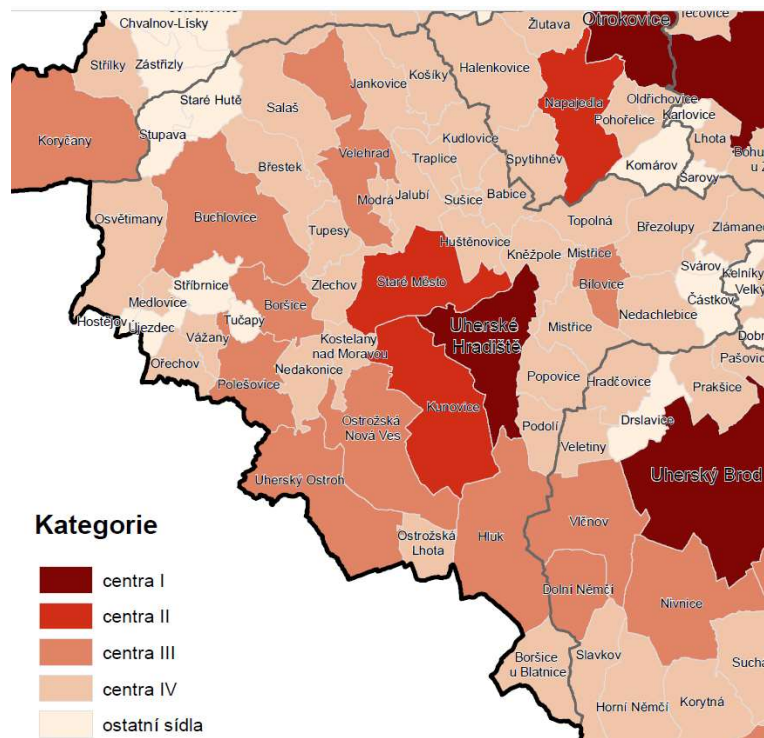 Chvalnov-Lísky
Žlutava
Otrokovice
Tečovice
Střílky
Zástřizly
Jankovice
Košíky
Halenkovice
Staré Hutě
Salaš
Napajedla
Oldřichovice
Karlovice
Pohořelice
Koryčany
Stupava
Velehrad
Kudlovice
Lhota
Traplice
Spytihněv
Komárov
Šarovy
Břestek
Modrá
Jalubí
Sušice
Babice
Osvětimany
Buchlovice
Tupesy
Topolná
Březolupy
Zlámanec
Huštěnovice
Kněžpole
Mistřice
Stříbrnice
Zlechov
Staré Město
Bílovice
Svárov
Kelníky
Částkov
Medlovice
Boršice
Nedachlebice
Hostějov
Újezdec
Tučapy
Uherské
Hradiště
Mistřice
Vážany
Kostelany
nad Moravou
Ořechov
Nedakonice
Popovice
Hradčovice
Prakšice
Polešovice
Kunovice
Ostrožská
Nová Ves
Podolí
Drslavice
Veletiny
Uherský Ostroh
Uherský Brod
Kategorie
Vlčnov
Ostrožská
Lhota
Hluk
centra I
Dolní Němčí
Nivnice
centra II
centra III
Boršice
u Blatnice
Slavkov
centra IV
Horní Němčí
Korytná
ostatní sídla